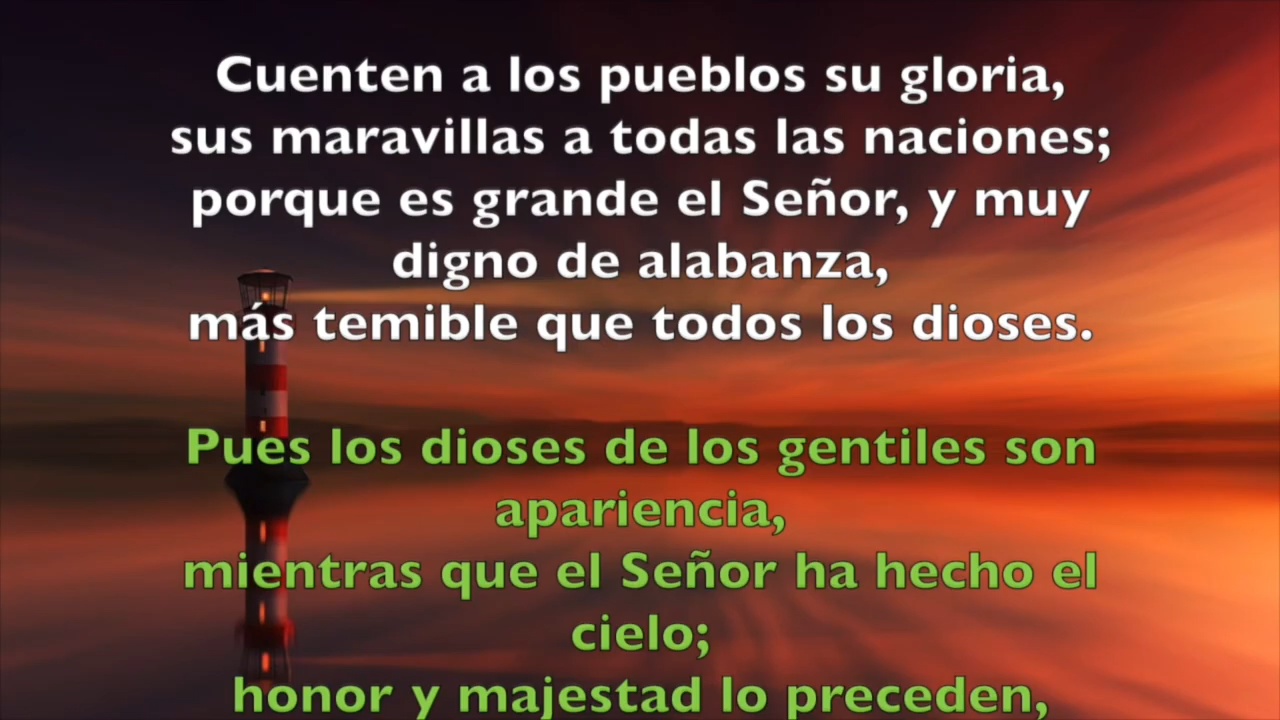 Cuenten a los pueblos su gloria,
sus maravillas a todas las naciones;
porque es grande el Señor, y muy
digno de alabanza,
más temible que todos los dioses.
Pues los dioses de los gentiles son
apariencia,
mientras que el Señor ha hecho el
cielo;
honor y majestad lo preceden,